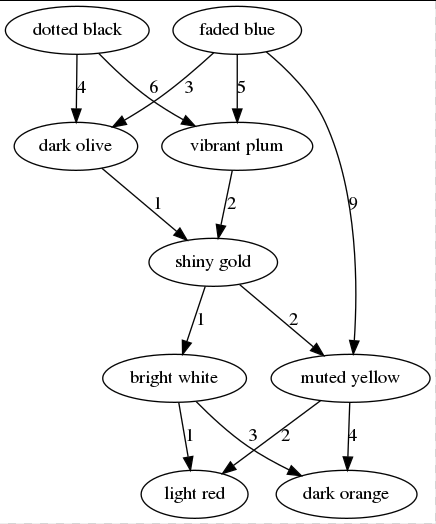 dotted black
faded blue
4
6
3
5
dark olive
vibrant plum
1
2
9
shiny gold
1
2
bright white
muted yellow
1
3
2
4
light red
dark orange